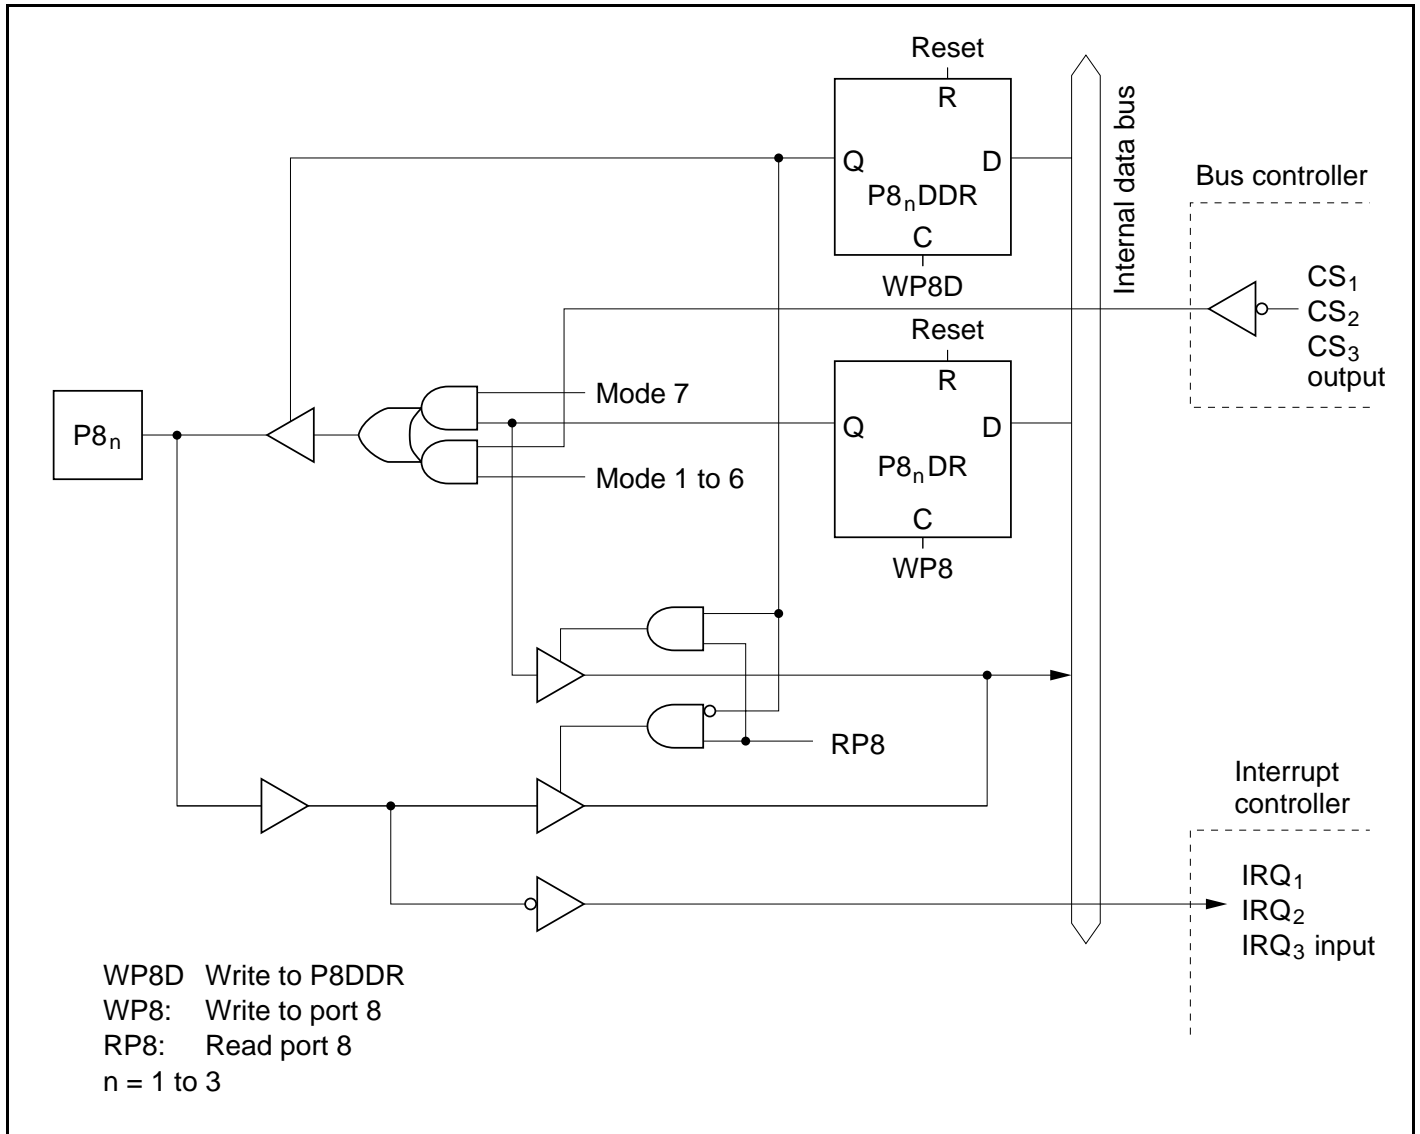 Reset
R
Q
D
P8nDDR
C
WP8D
Internal data bus
Bus controller
CS1
CS2
CS3
output
Reset
R
Mode 7
P8n
Q
D
P8nDR
Mode 1 to 6
C
WP8
RP8
Interrupt
controller
IRQ1
IRQ2
IRQ3 input
WP8D Write to P8DDR
WP8: Write to port 8
RP8: Read port 8
n = 1 to 3